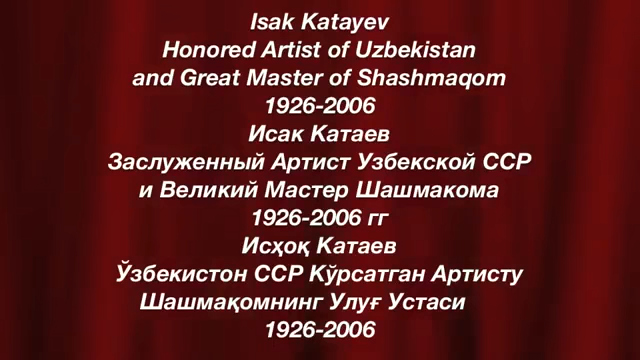 Isak Katayev
Honored Artist of Uzbekistan
and Great Master of Shashmaqom
1926-2006
Исак Катаев
Заслуженный Артист Узбекской ССР
и Великий Мастер Шашмакома
1926-2006 гг
Исҳоқ Катаев
Ўзбекистон ССР Кўрсатган Артисту
Шашмақомнинг Улуғ Устаси
1926-2006